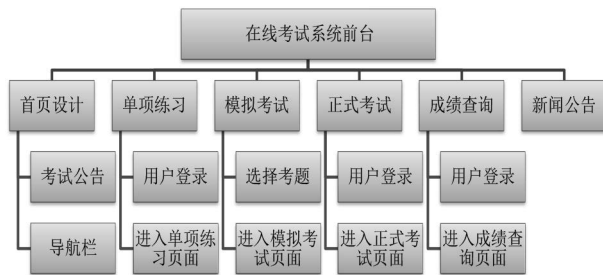 在线考试系统前台
首页设计
单项练习
模拟考试
正式考试
成绩查询
新闻公告
考试公告
用户登录
选择考题
用户登录
用户登录
导航栏
进入单项练
习页面
进入模拟考
试页面
进入正式考
试页面
进入成绩查
询页面